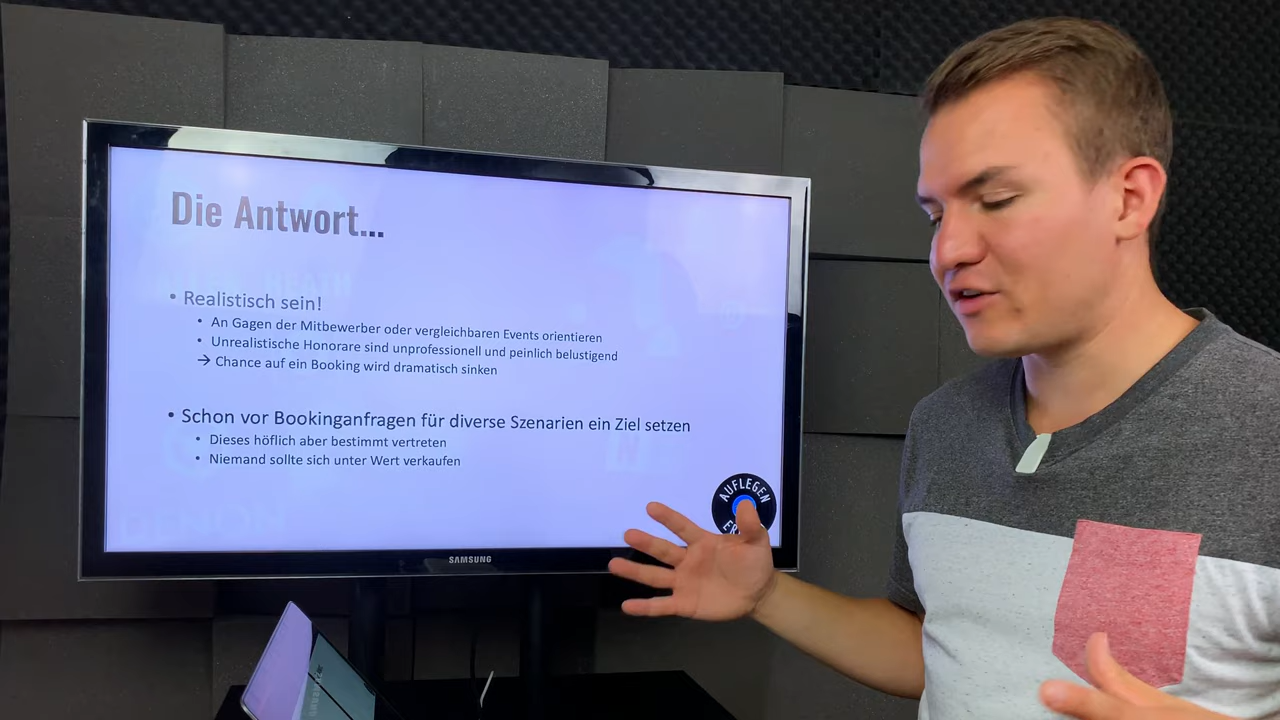 Die Antwort...
• Realistisch sein!
• An Gagen der Mitbewerber oder vergleichbaren Events orientieren
• Unrealistische Honorare sind unprofessionell und peinlich belustigend
→ Chance auf ein Booking wird dramatisch sinken
• Schon vor Bookinganfragen für diverse Szenarien ein Ziel setzen
• Dieses höflich aber bestimmt vertreten
• Niemand sollte sich unter Wert verkaufen
AUFLEGEN
SAMSUNG